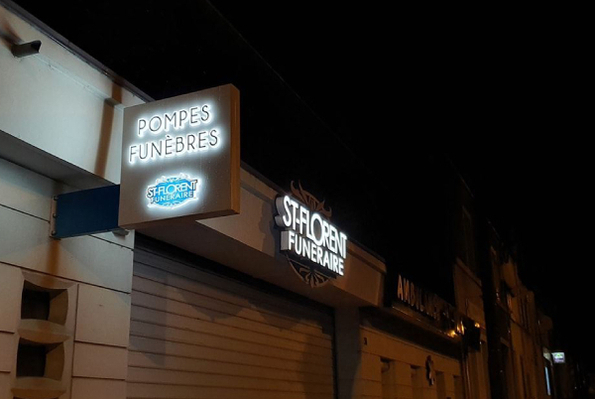 POMPES
FUNÈBRES
ST-FLORENT
FUNÉRAIRE
ST-FLORENT
FUNÉRAIRE